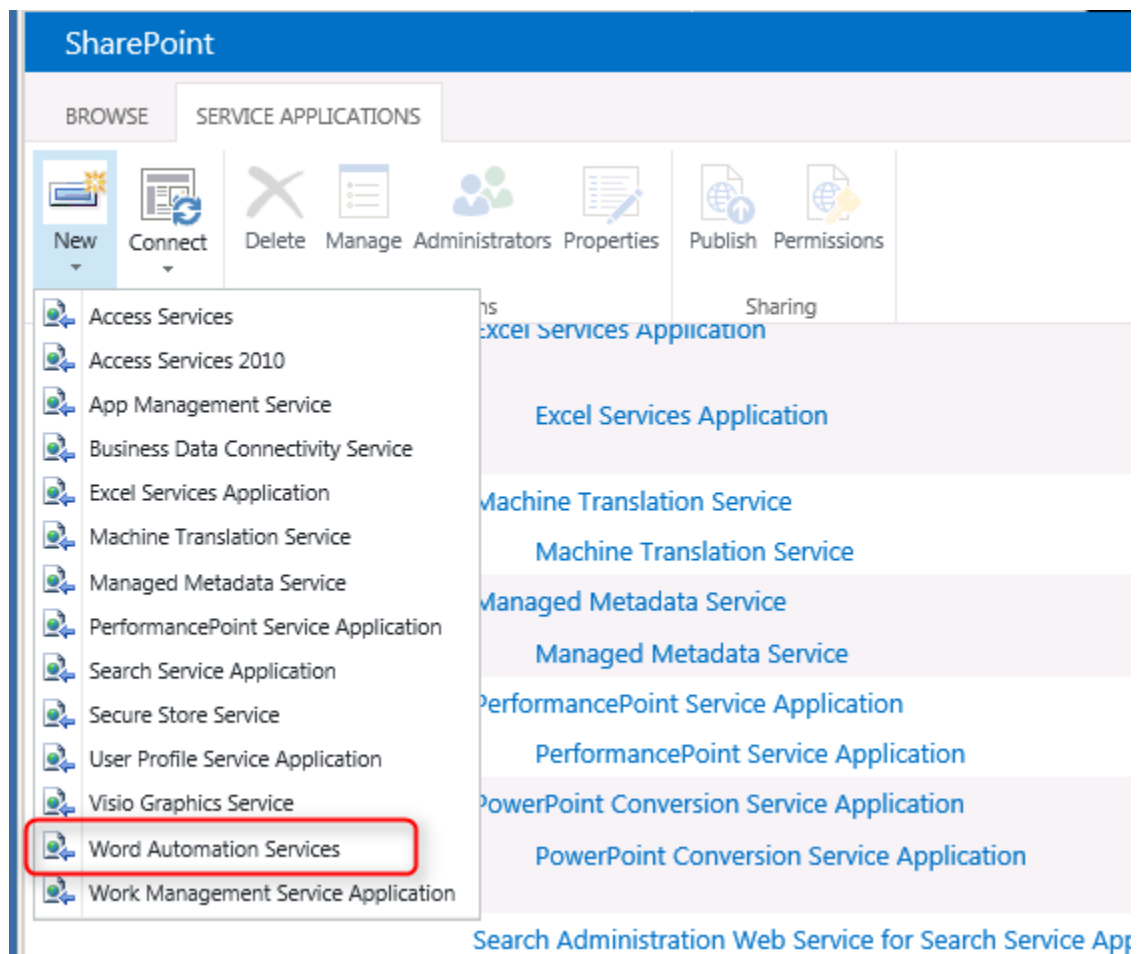 SharePoint
BROWSE SERVICE APPLICATIONS
New Connect Delete Manage Administrators Properties Publish Permissions
ns Sharing
Access Services
Access Services 2010
App Management Service
Business Data Connectivity Service
Excel Services Application
Machine Translation Service
Managed Metadata Service
PerformancePoint Service Application
Search Service Application
Secure Store Service
User Profile Service Application
Visio Graphics Service
Word Automation Services
Work Management Service Application
Excel Services Application
Excel Services Application
Machine Translation Service
Machine Translation Service
Managed Metadata Service
Managed Metadata Service
PerformancePoint Service Application
PerformancePoint Service Application
PowerPoint Conversion Service Application
PowerPoint Conversion Service Application
Search Administration Web Service for Search Service App